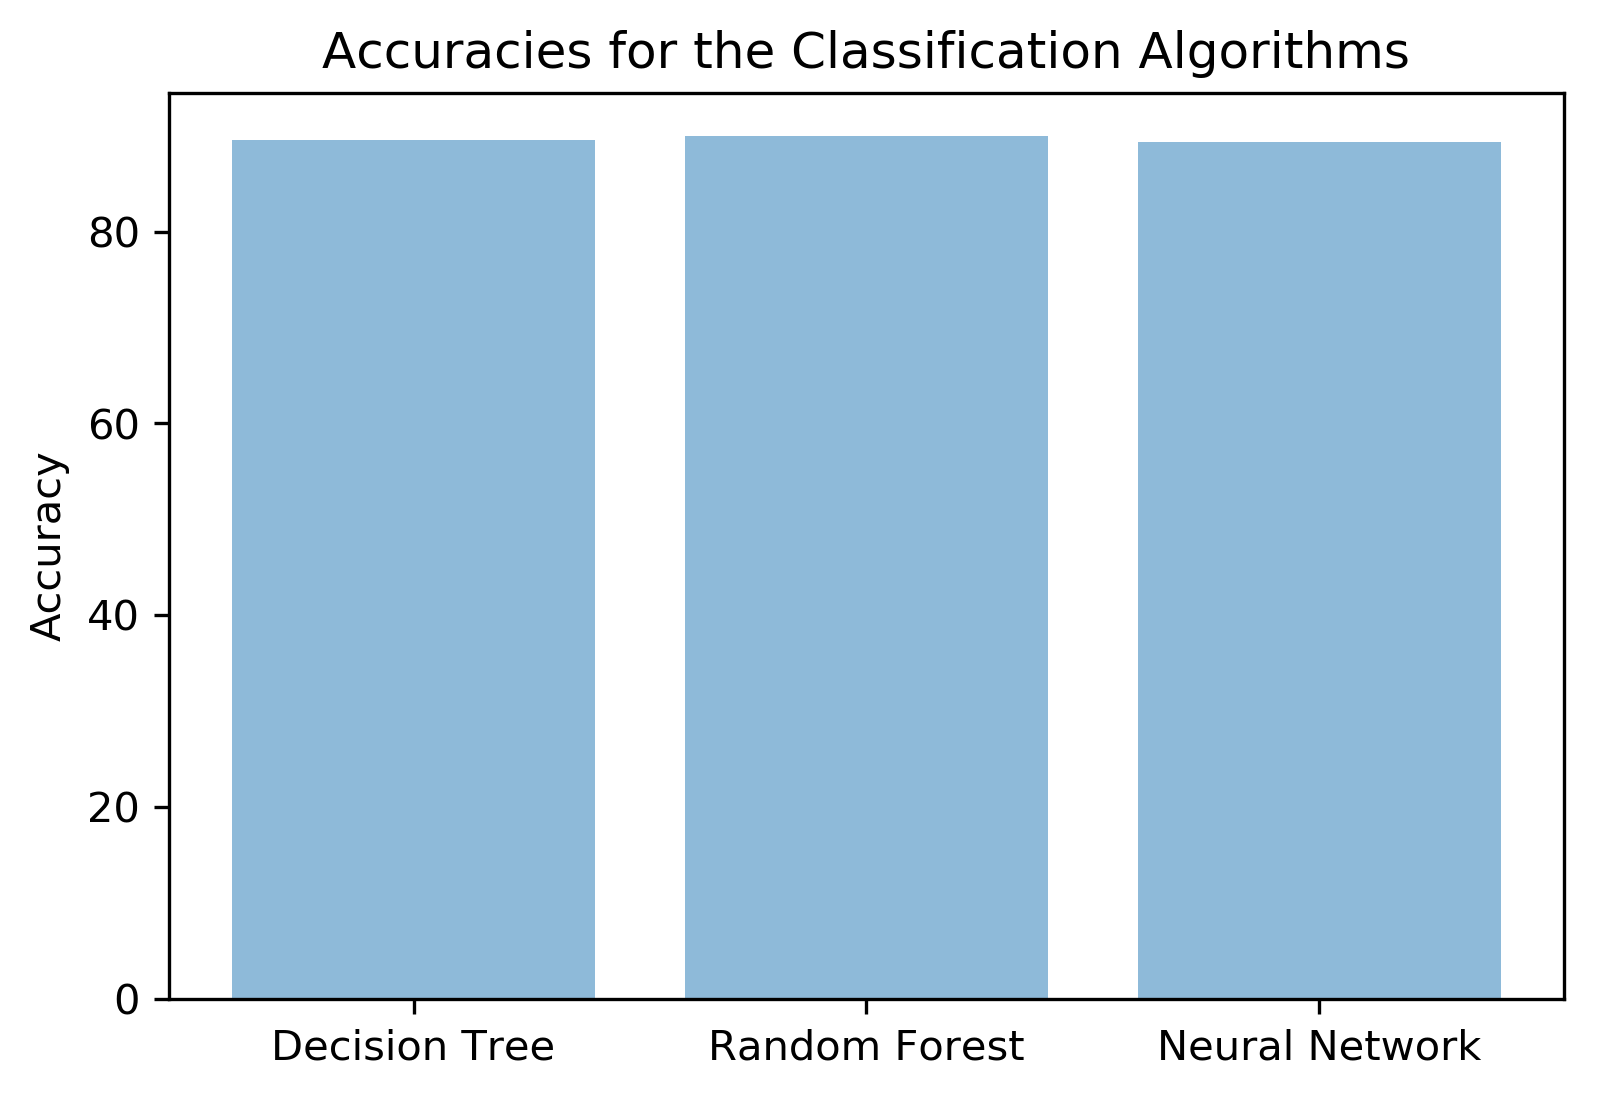 Accuracies for the Classification Algorithms
80
60
40
20
0
Accuracy
Decision Tree
Random Forest
Neural Network